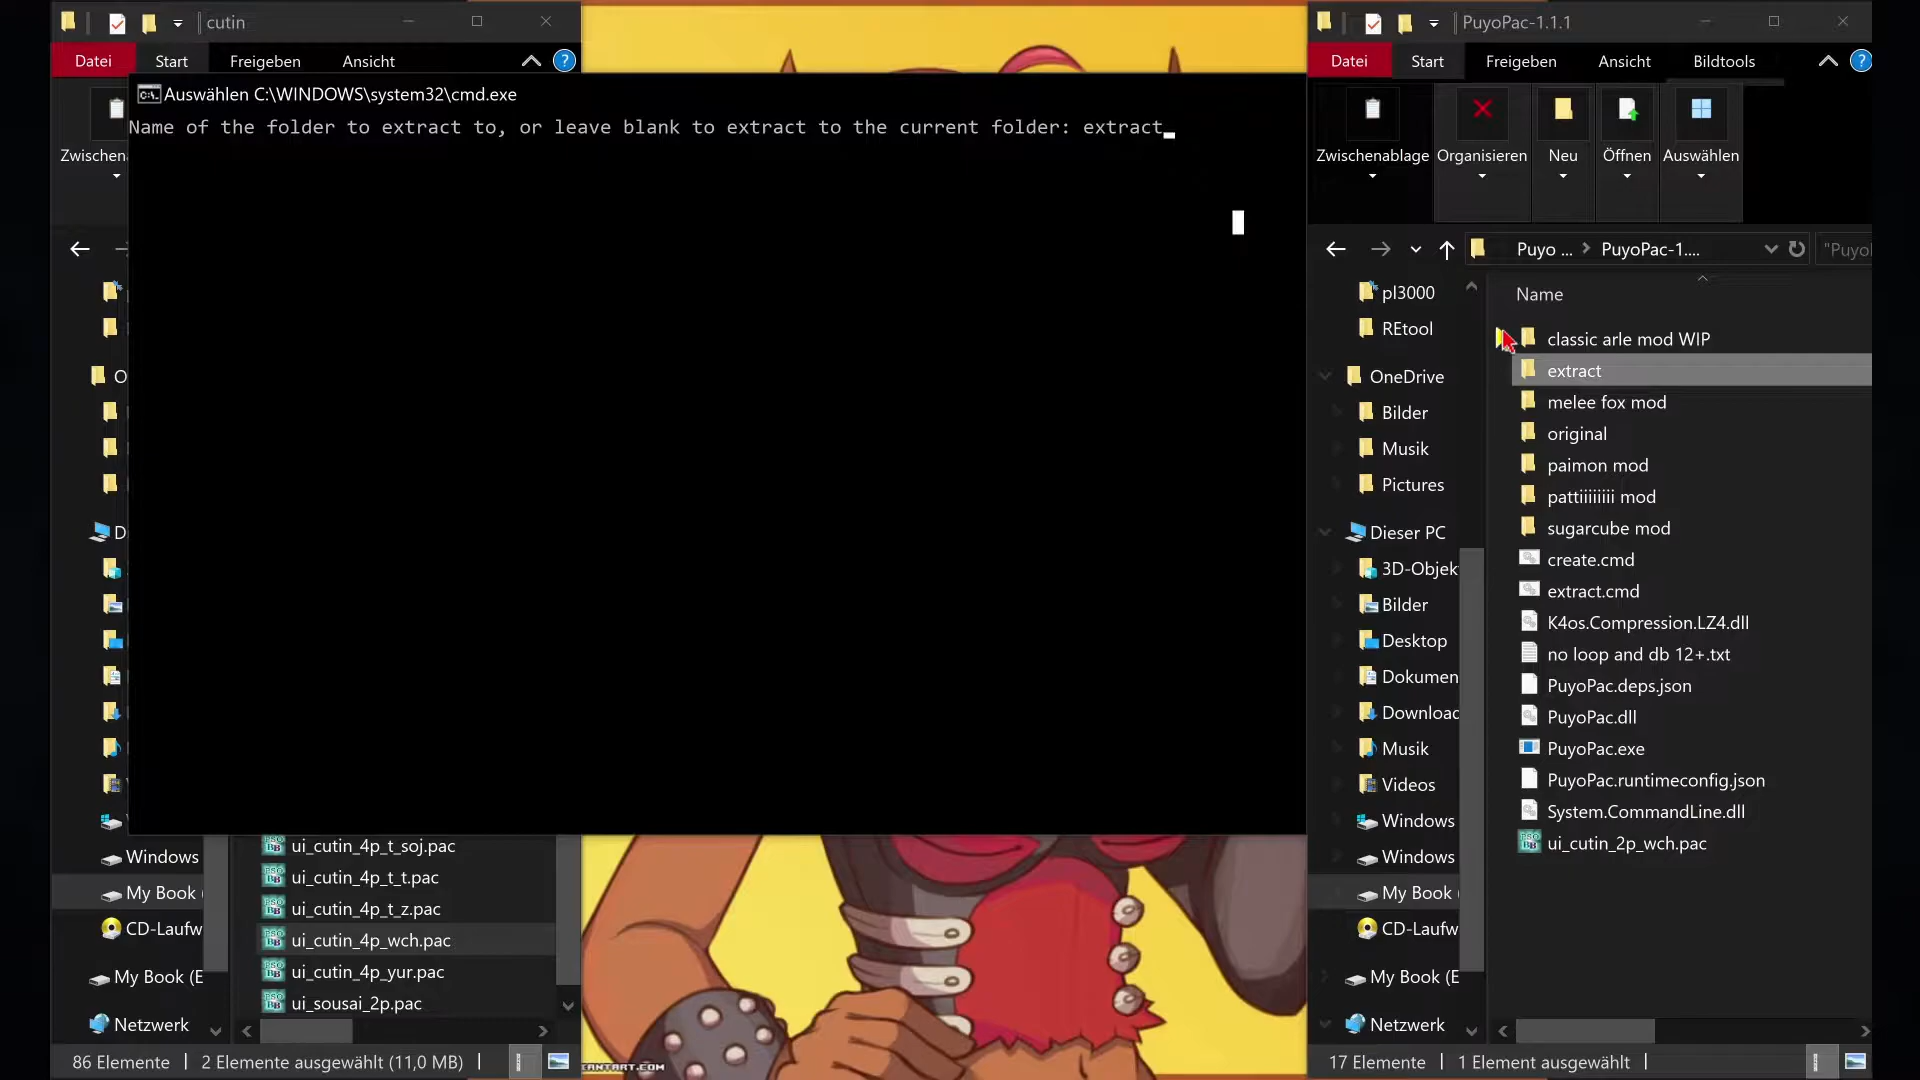 cutin
Datei Start Freigeben Ansicht
Auswählen C:\WINDOWS\system32\cmd.exe
Name of the folder to extract to, or leave blank to extract to the current folder: extract
Zwischen
O
D
Windows
My Book (
CD-Laufw
My Book (E
Netzwerk
ui_cutin_4p_t_soj.pac
ui_cutin_4p_t_t.pac
ui_cutin_4p_t_z.pac
ui_cutin_4p_wch.pac
ui_cutin_4p_yur.pac
ui_sousai_2p.pac
86 Elemente 2 Elemente ausgewählt (11,0 MB)
ANTART.COM
PuyoPac-1.1.1
Datei Start Freigeben Ansicht Bildtools
Zwischenablage Organisieren Neu Öffnen Auswählen
Puyo ... PuyoPac-1.... "Puyo
pl3000
REtool
OneDrive
Bilder
Musik
Pictures
Dieser PC
3D-Objek
Bilder
Desktop
Dokumen
Download
Musik
Videos
Windows
Windows
My Book (
CD-Laufw
My Book (E
Netzwerk
Name
classic arle mod WIP
extract
melee fox mod
original
paimon mod
pattiiiiiiiii mod
sugarcube mod
create.cmd
extract.cmd
K4os.Compression.LZ4.dll
no loop and db 12+.txt
PuyoPac.deps.json
PuyoPac.dll
PuyoPac.exe
PuyoPac.runtimeconfig.json
System.CommandLine.dll
ui_cutin_2p_wch.pac
17 Elemente 1 Element ausgewählt